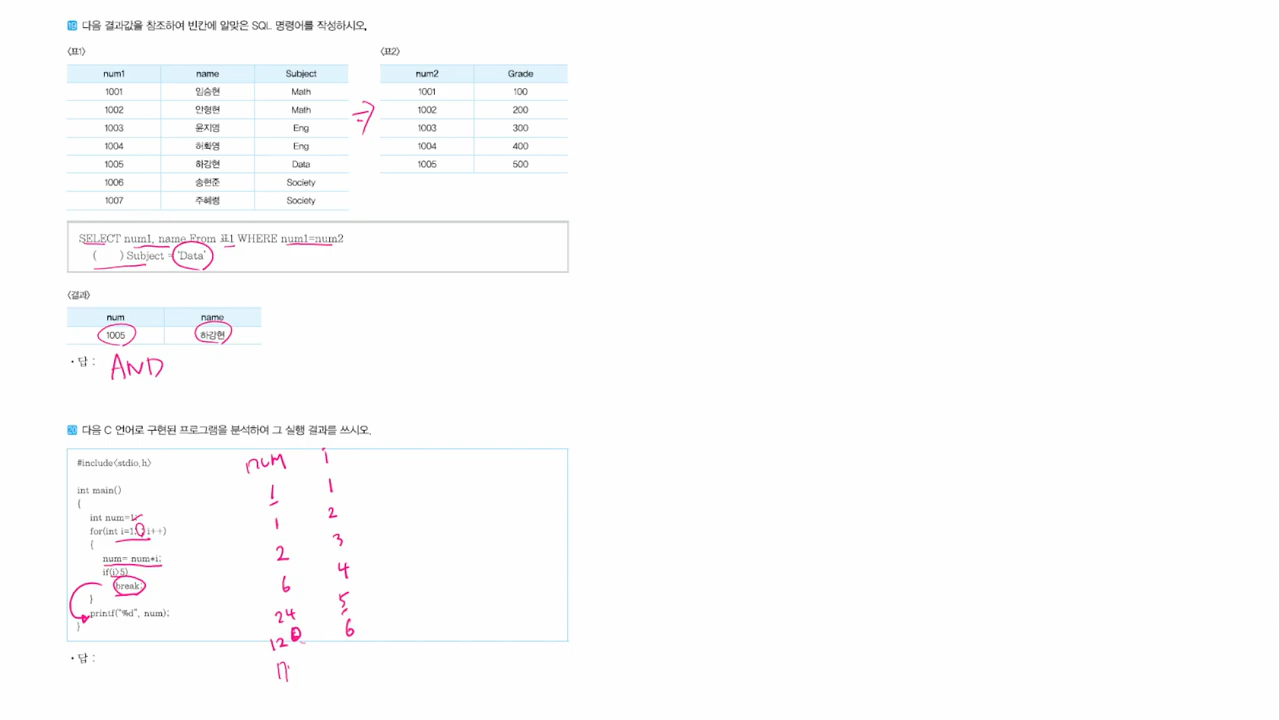 19 다음 결과값을 참조하여 빈칸에 알맞은 SQL 명령어를 작성하시오.
〈표1〉 〈표2〉
num1 name Subject num2 Grade
1001 임승현 Math 1001 100
1002 안형현 Math 1002 200
1003 윤지영 Eng 1003 300
1004 허확영 Eng 1004 400
1005 하강현 Data 1005 500
1006 송현준 Society
1007 주혜령 Society
SELECT num1, name From 표1 WHERE num1=num2
( ) Subject = 'Data'
〈결과〉
num name
1005 하강현
• 답 : AND
20 다음 C 언어로 구현된 프로그램을 분석하여 그 실행 결과를 쓰시오.
#include<stdio.h>
int main()
{
int num=1;
for(int i=1; ; i++)
{
num= num*i;
if(i>5)
break;
}
printf("%d", num);
}
num i
1 1
1 2
2 3
6 4
24 5
120 6
• 답 :